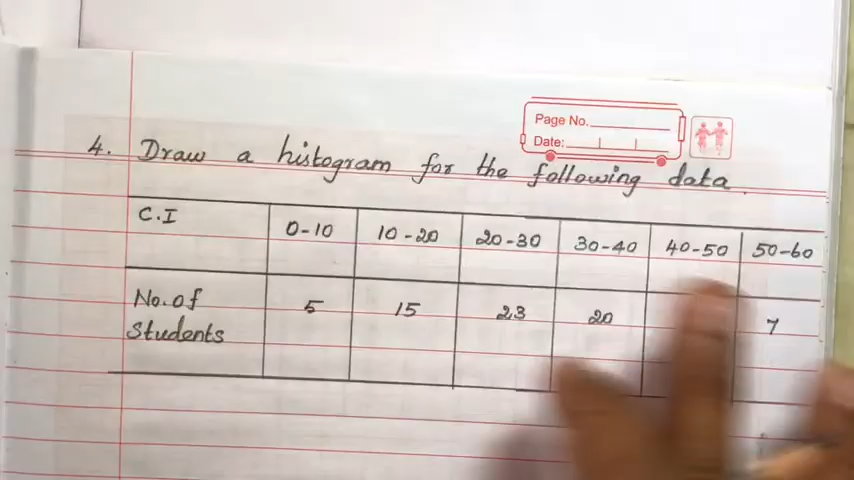 Page No.
Date:
4. Draw a histogram for the following data.
C.I 0-10 10-20 20-30 30-40 40-50 50-60
No. of Students 5 15 23 20 7